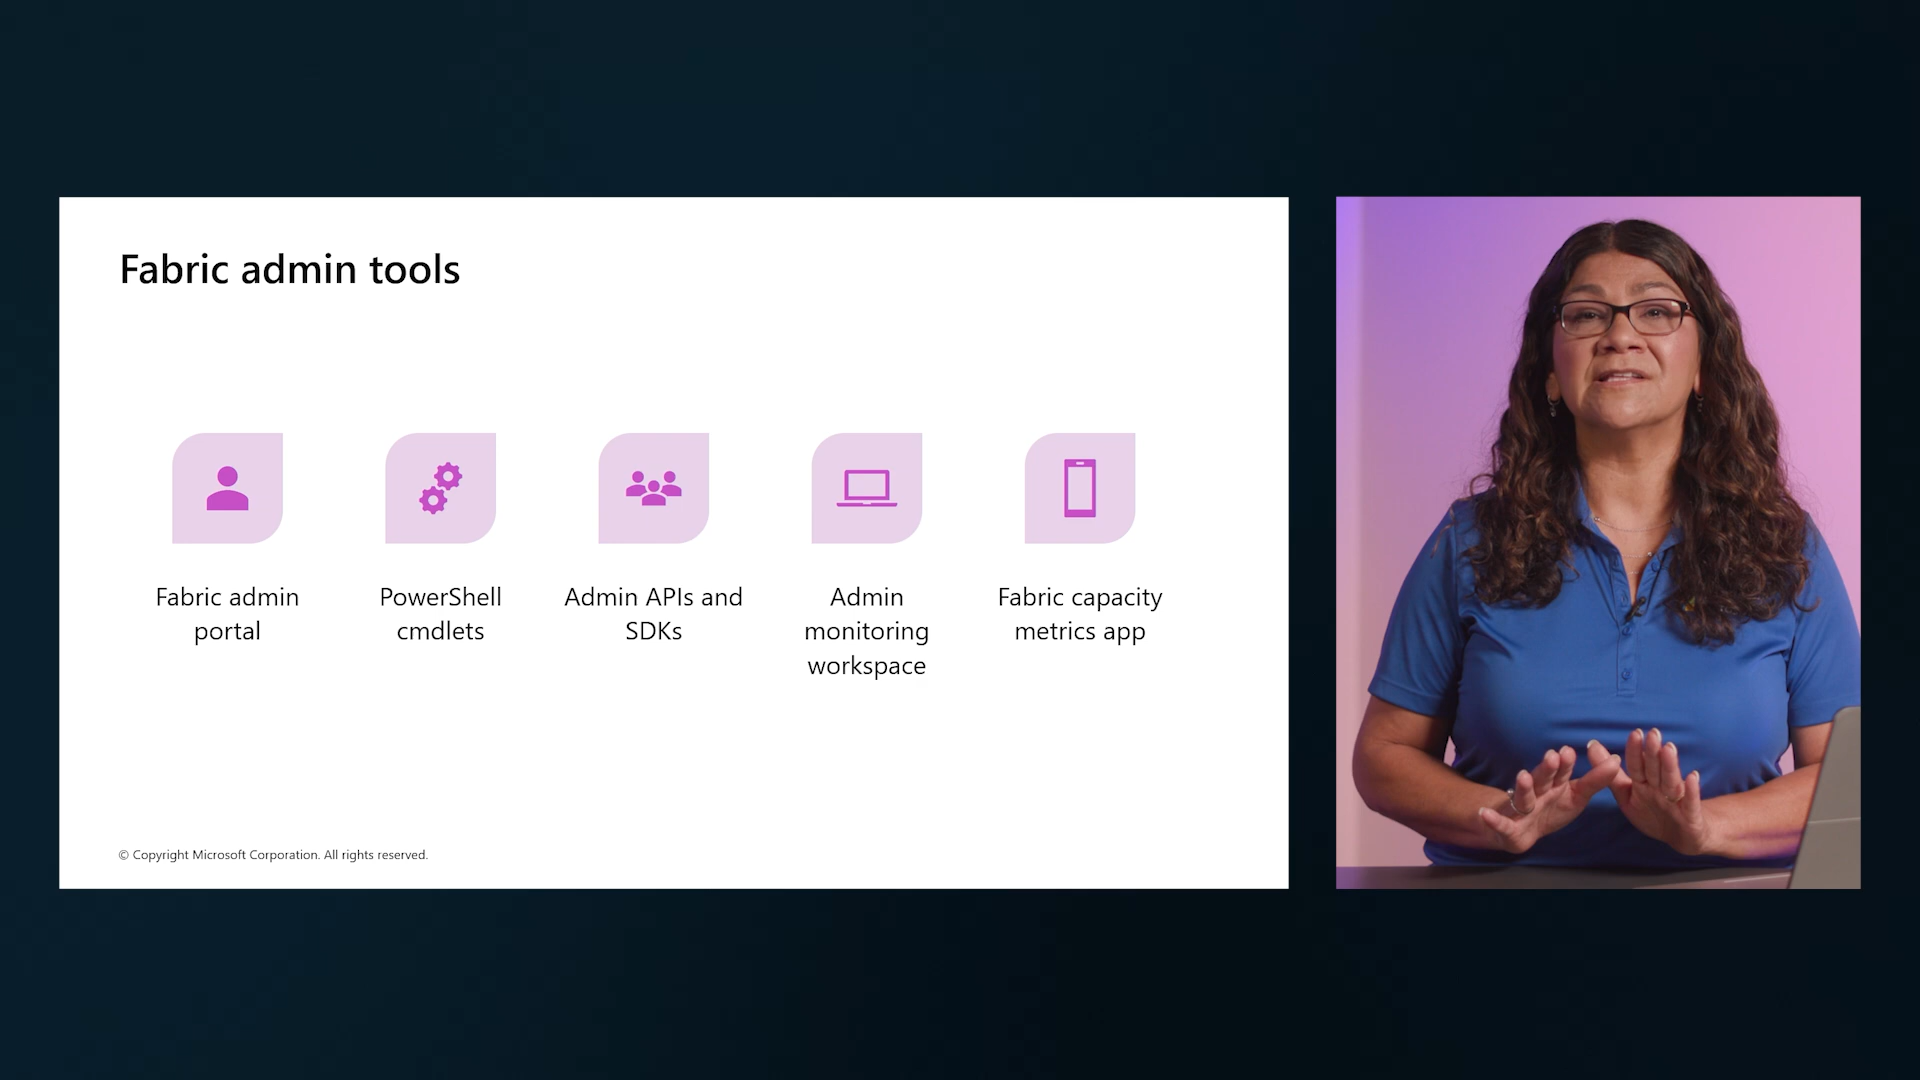 Fabric admin tools
Fabric admin
portal
PowerShell
cmdlets
Admin APIs and
SDKs
Admin
monitoring
workspace
Fabric capacity
metrics app
© Copyright Microsoft Corporation. All rights reserved.